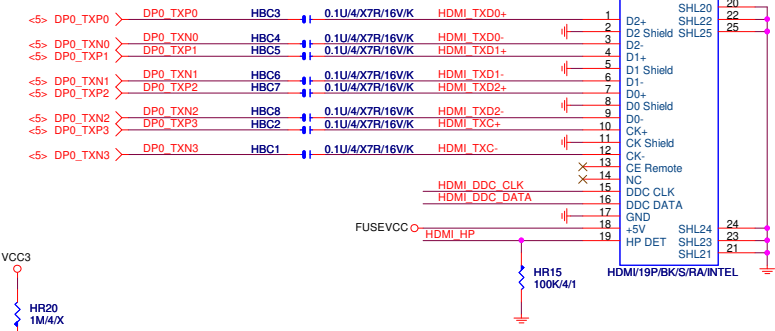 20
SHL20
<5> DP0_TXP0 DP0_TXP0 HBC3 0.1U/4/X7R/16V/K HDMI_TXD0+ 1 D2+ SHL22 22
2 D2 Shield SHL25 25
<5> DP0_TXN0 DP0_TXN0 HBC4 0.1U/4/X7R/16V/K HDMI_TXD0- 3 D2-
<5> DP0_TXP1 DP0_TXP1 HBC5 0.1U/4/X7R/16V/K HDMI_TXD1+ 4 D1+
5 D1 Shield
<5> DP0_TXN1 DP0_TXN1 HBC6 0.1U/4/X7R/16V/K HDMI_TXD1- 6 D1-
<5> DP0_TXP2 DP0_TXP2 HBC7 0.1U/4/X7R/16V/K HDMI_TXD2+ 7 D0+
8 D0 Shield
<5> DP0_TXN2 DP0_TXN2 HBC8 0.1U/4/X7R/16V/K HDMI_TXD2- 9 D0-
<5> DP0_TXP3 DP0_TXP3 HBC2 0.1U/4/X7R/16V/K HDMI_TXC+ 10 CK+
11 CK Shield
<5> DP0_TXN3 DP0_TXN3 HBC1 0.1U/4/X7R/16V/K HDMI_TXC- 12 CK-
13 CE Remote
14 NC
HDMI_DDC_CLK 15 DDC CLK
HDMI_DDC_DATA 16 DDC DATA
17 GND
FUSEVCC 18 +5V SHL24 24
HDMI_HP 19 HP DET SHL23 23
SHL21 21
HDMI/19P/BK/S/RA/INTEL
VCC3
HR15
100K/4/1
HR20
1M/4/X